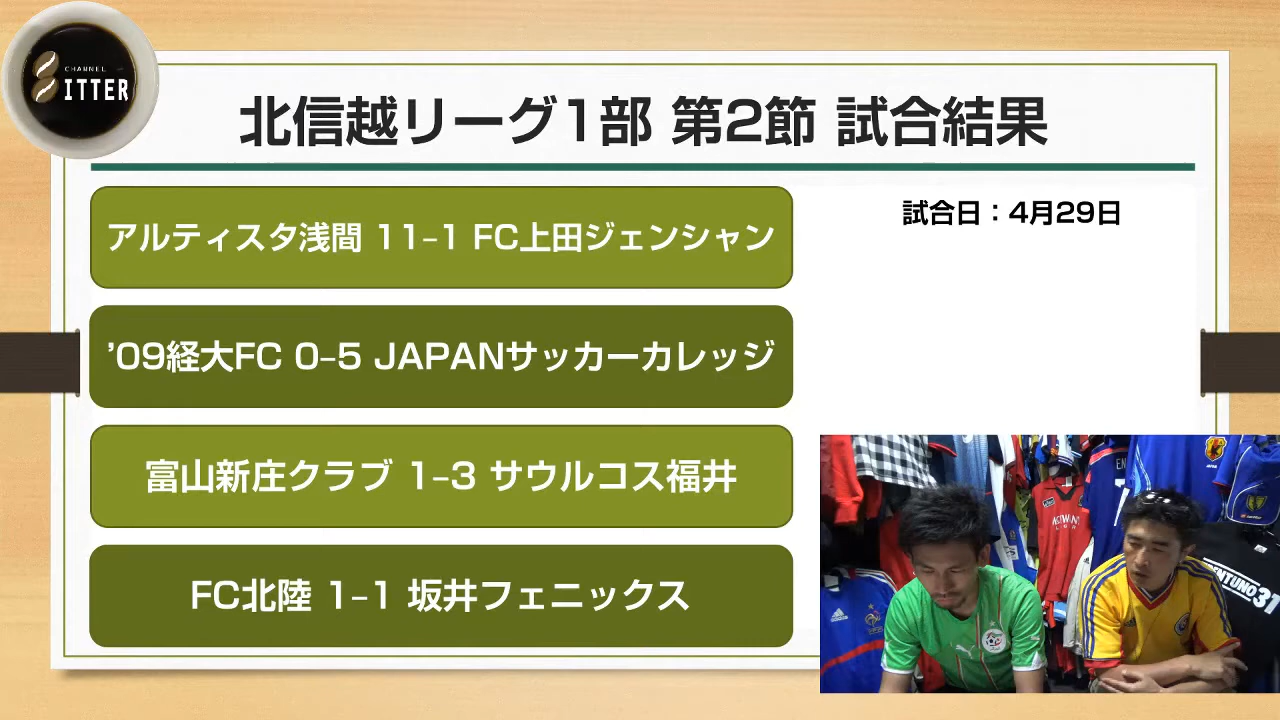 CHANNEL
BITTER
北信越リーグ1部 第2節 試合結果
試合日：4月29日
アルティスタ浅間 11–1 FC上田ジェンシャン
’09経大FC 0–5 JAPANサッカーカレッジ
富山新庄クラブ 1–3 サウルコス福井
FC北陸 1–1 坂井フェニックス